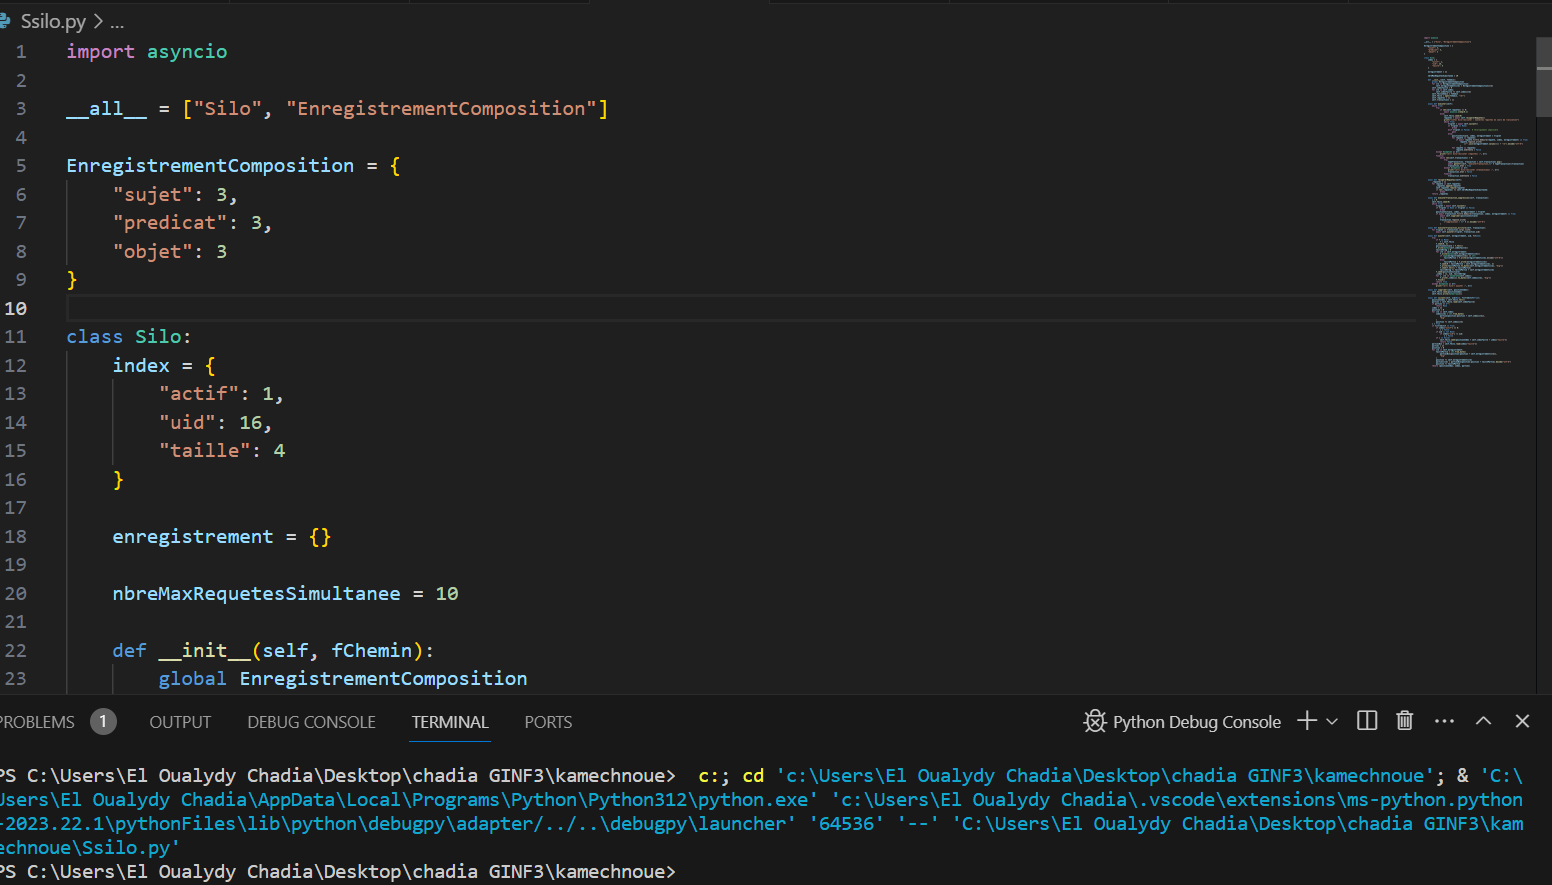 Ssilo.py > ...
1 import asyncio
2
3 __all__ = ["Silo", "EnregistrementComposition"]
4
5 EnregistrementComposition = {
6 "sujet": 3,
7 "predicat": 3,
8 "objet": 3
9 }
10
11 class Silo:
12 index = {
13 "actif": 1,
14 "uid": 16,
15 "taille": 4
16 }
17
18 enregistrement = {}
19
20 nbreMaxRequetesSimultanee = 10
21
22 def __init__(self, fChemin):
23 global EnregistrementComposition
PROBLEMS 1 OUTPUT DEBUG CONSOLE TERMINAL PORTS Python Debug Console
PS C:\Users\El Oualydy Chadia\Desktop\chadia GINF3\kamechnoue> c:; cd 'c:\Users\El Oualydy Chadia\Desktop\chadia GINF3\kamechnoue'; & 'C:\
Users\El Oualydy Chadia\AppData\Local\Programs\Python\Python312\python.exe' 'c:\Users\El Oualydy Chadia\.vscode\extensions\ms-python.python
-2023.22.1\pythonFiles\lib\python\debugpy\adapter/../..\debugpy\launcher' '64536' '--' 'C:\Users\El Oualydy Chadia\Desktop\chadia GINF3\kam
echnoue\Ssilo.py'
PS C:\Users\El Oualydy Chadia\Desktop\chadia GINF3\kamechnoue>